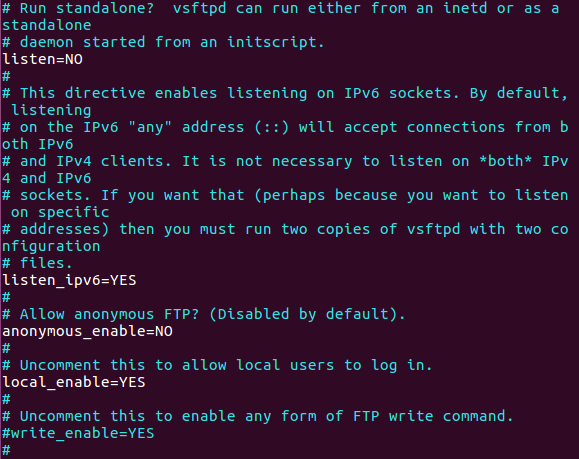 # Run standalone?  vsftpd can run either from an inetd or as a
standalone
# daemon started from an initscript.
listen=NO
#
# This directive enables listening on IPv6 sockets. By default,
 listening
# on the IPv6 "any" address (::) will accept connections from b
oth IPv6
# and IPv4 clients. It is not necessary to listen on *both* IPv
4 and IPv6
# sockets. If you want that (perhaps because you want to listen
 on specific
# addresses) then you must run two copies of vsftpd with two co
nfiguration
# files.
listen_ipv6=YES
#
# Allow anonymous FTP? (Disabled by default).
anonymous_enable=NO
#
# Uncomment this to allow local users to log in.
local_enable=YES
#
# Uncomment this to enable any form of FTP write command.
#write_enable=YES
#